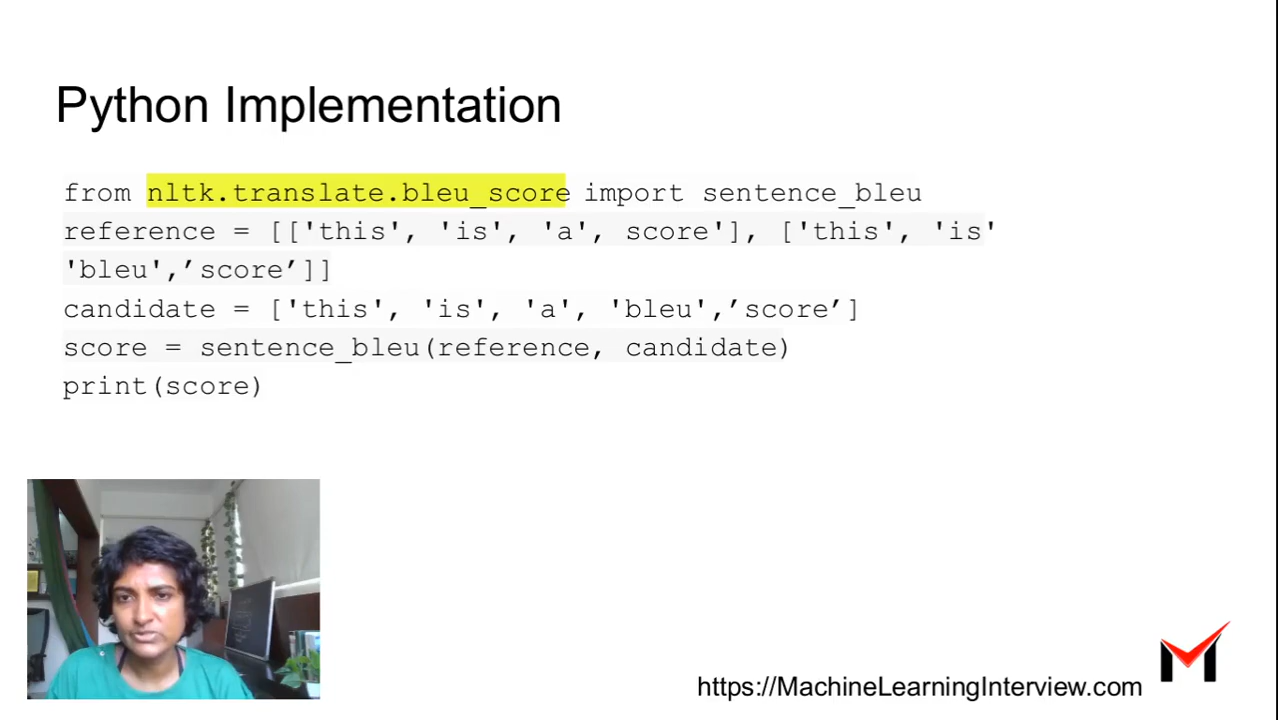 Python Implementation
from nltk.translate.bleu_score import sentence_bleu
reference = [['this', 'is', 'a', score'], ['this', 'is'
'bleu',’score’]]
candidate = ['this', 'is', 'a', 'bleu',’score’]
score = sentence_bleu(reference, candidate)
print(score)
https://MachineLearningInterview.com